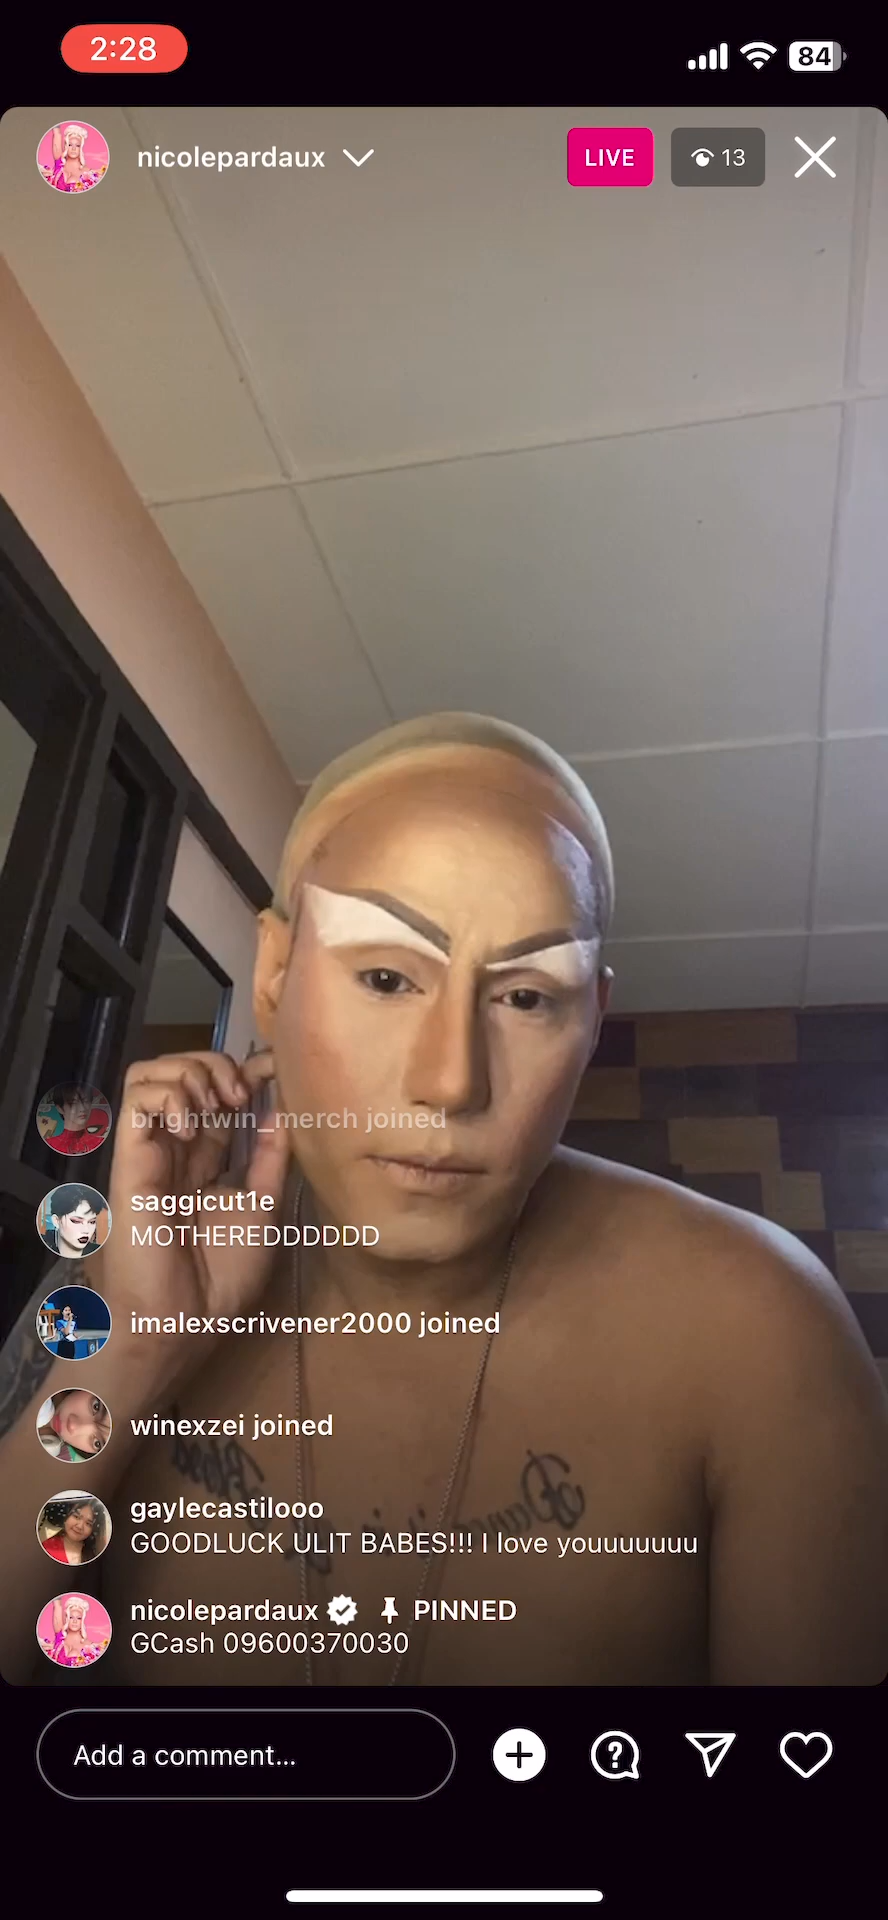 2:28
84
nicolepardaux
LIVE
13
brightwin_merch joined
saggicut1e
MOTHEREDDDDDD
imalexscrivener2000 joined
winexzei joined
gaylecastilooo
GOODLUCK ULIT BABES!!! I love youuuuuuu
nicolepardaux PINNED
GCash 09600370030
Add a comment...